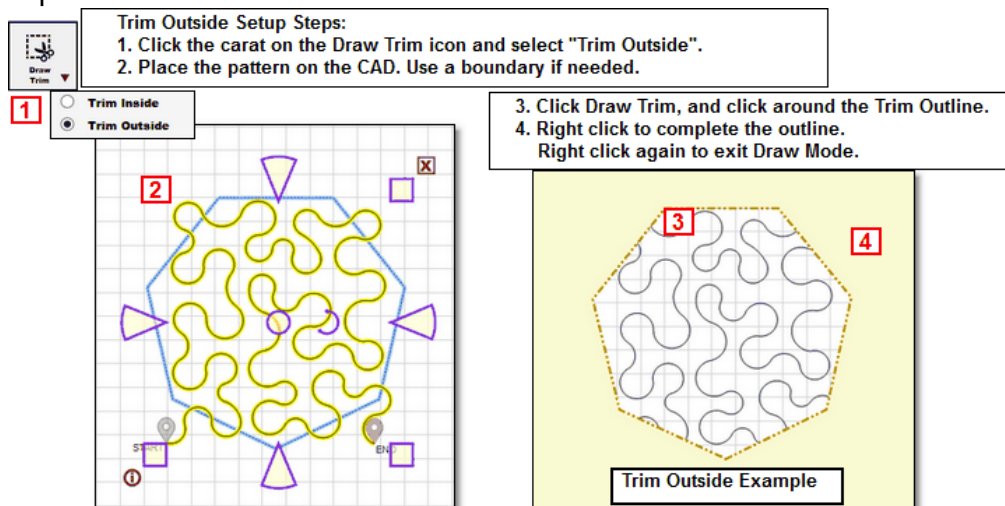 Trim Outside Setup Steps:
1. Click the carat on the Draw Trim icon and select "Trim Outside".
2. Place the pattern on the CAD. Use a boundary if needed.
Draw
Trim
1
Trim Inside
Trim Outside
3. Click Draw Trim, and click around the Trim Outline.
4. Right click to complete the outline.
Right click again to exit Draw Mode.
X
2
START
END
i
3
4
Trim Outside Example